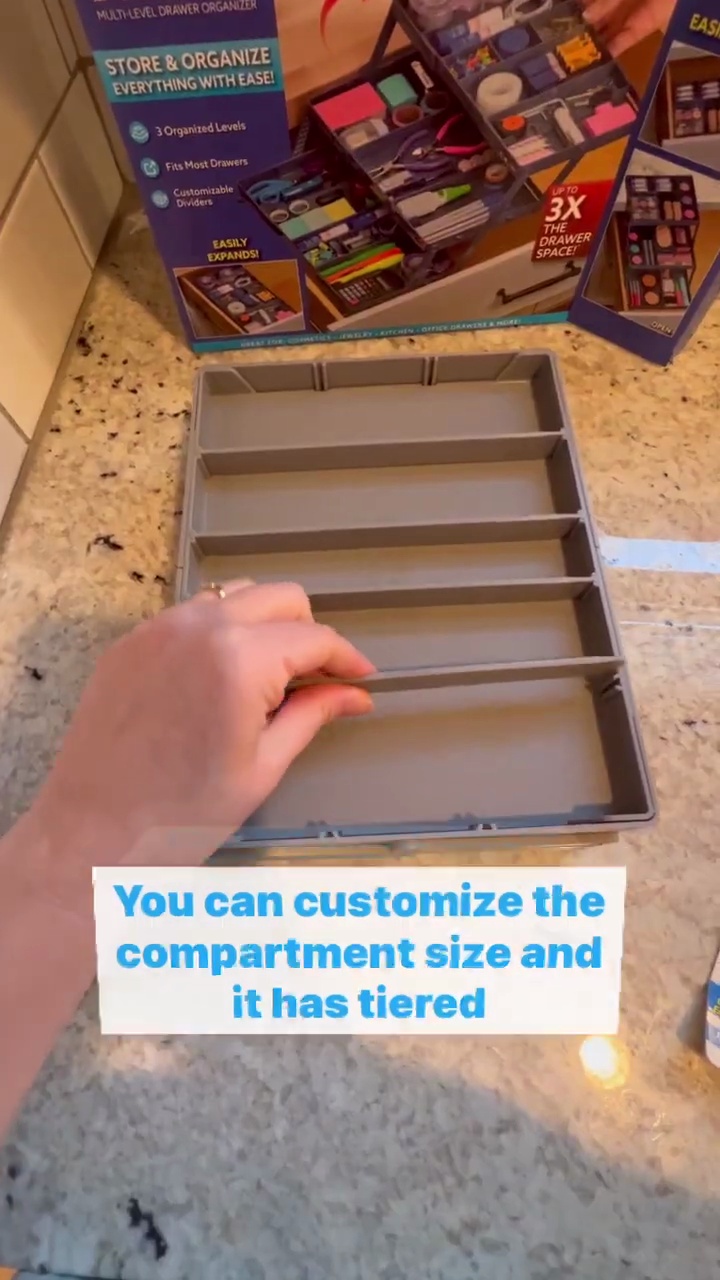 MULTI-LEVEL DRAWER ORGANIZER
STORE & ORGANIZE
EVERYTHING WITH EASE!
3 Organized Levels
Fits Most Drawers
Customizable
Dividers
EASILY
EXPANDS!
UP TO
3X
THE
DRAWER
SPACE!
GREAT FOR: COSMETICS • JEWELRY • KITCHEN • OFFICE DRAWERS & MORE!
OPEN
You can customize the
compartment size and
it has tiered